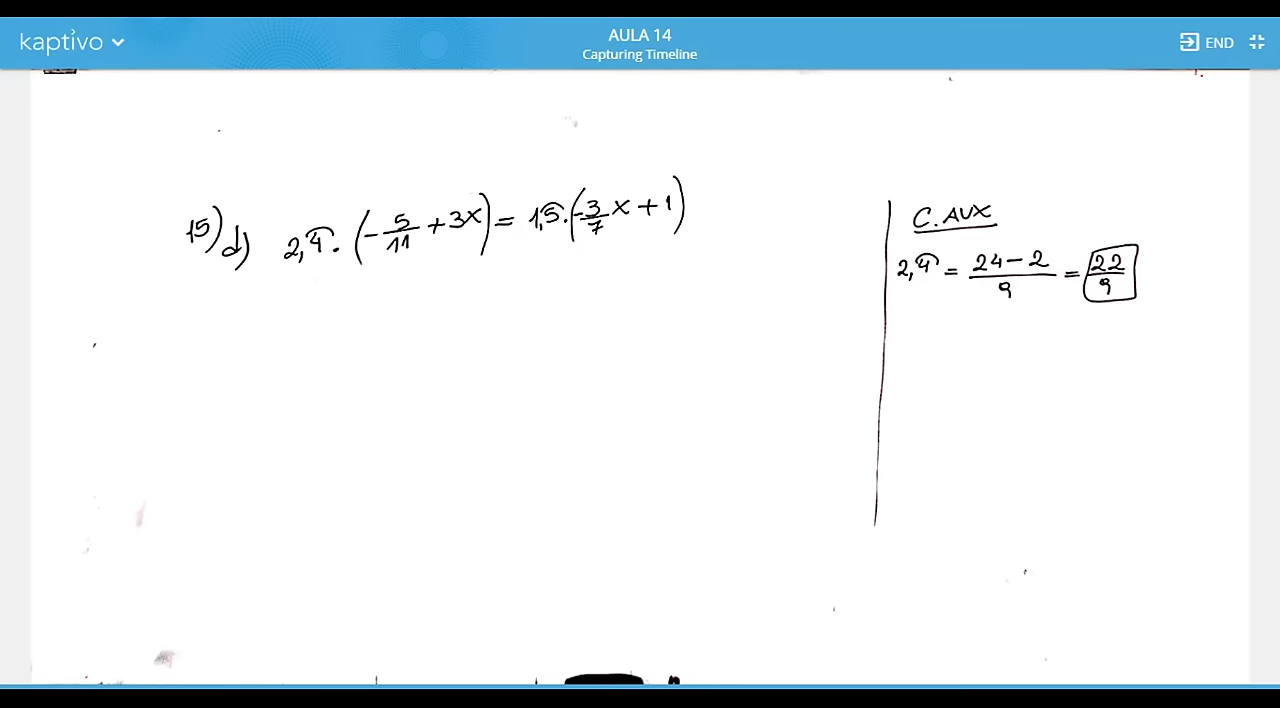 kaptivo
AULA 14
Capturing Timeline
END
15) d) 2,4̂ . (-5/11 + 3x) = 1,5̂ . (-3/7 x + 1)
C. AUX
2,4̂ = 24-2/9 = 22/9